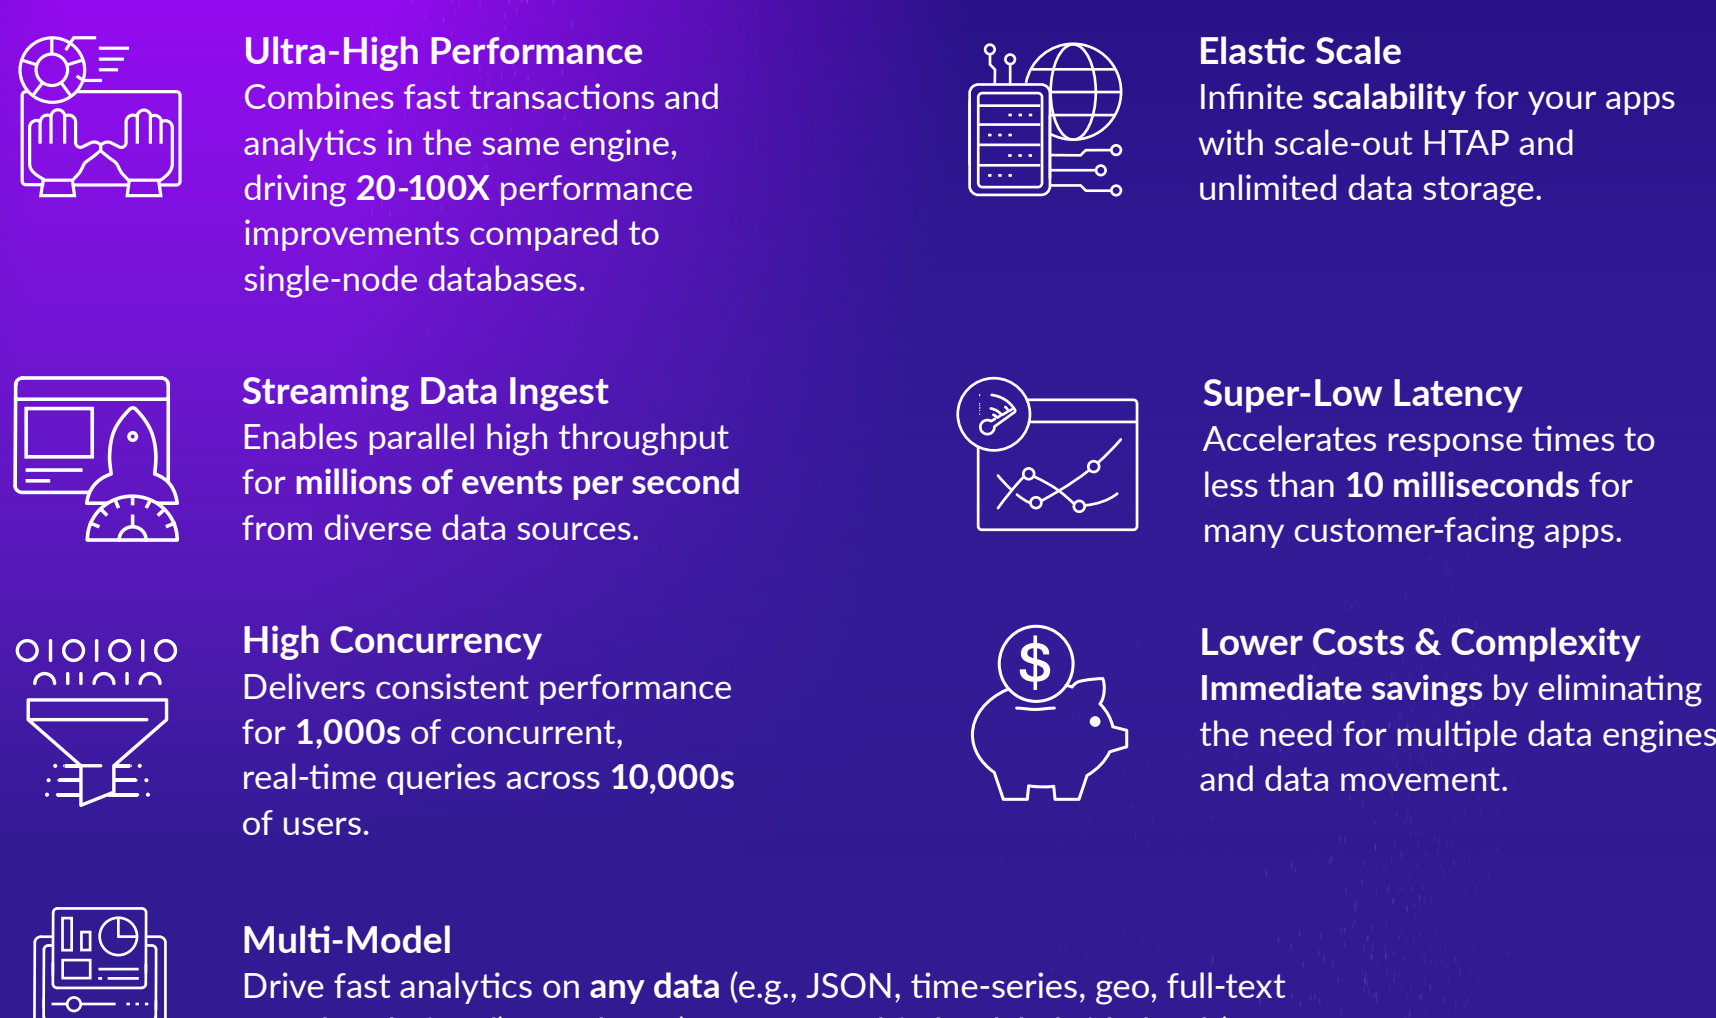 Ultra-High Performance
Combines fast transactions and
analytics in the same engine,
driving 20-100X performance
improvements compared to
single-node databases.
Elastic Scale
Infinite scalability for your apps
with scale-out HTAP and
unlimited data storage.
Streaming Data Ingest
Enables parallel high throughput
for millions of events per second
from diverse data sources.
Super-Low Latency
Accelerates response times to
less than 10 milliseconds for
many customer-facing apps.
High Concurrency
Delivers consistent performance
for 1,000s of concurrent,
real-time queries across 10,000s
of users.
$
Lower Costs & Complexity
Immediate savings by eliminating
the need for multiple data engines
and data movement.
Multi-Model
Drive fast analytics on any data (e.g., JSON, time-series, geo, full-text